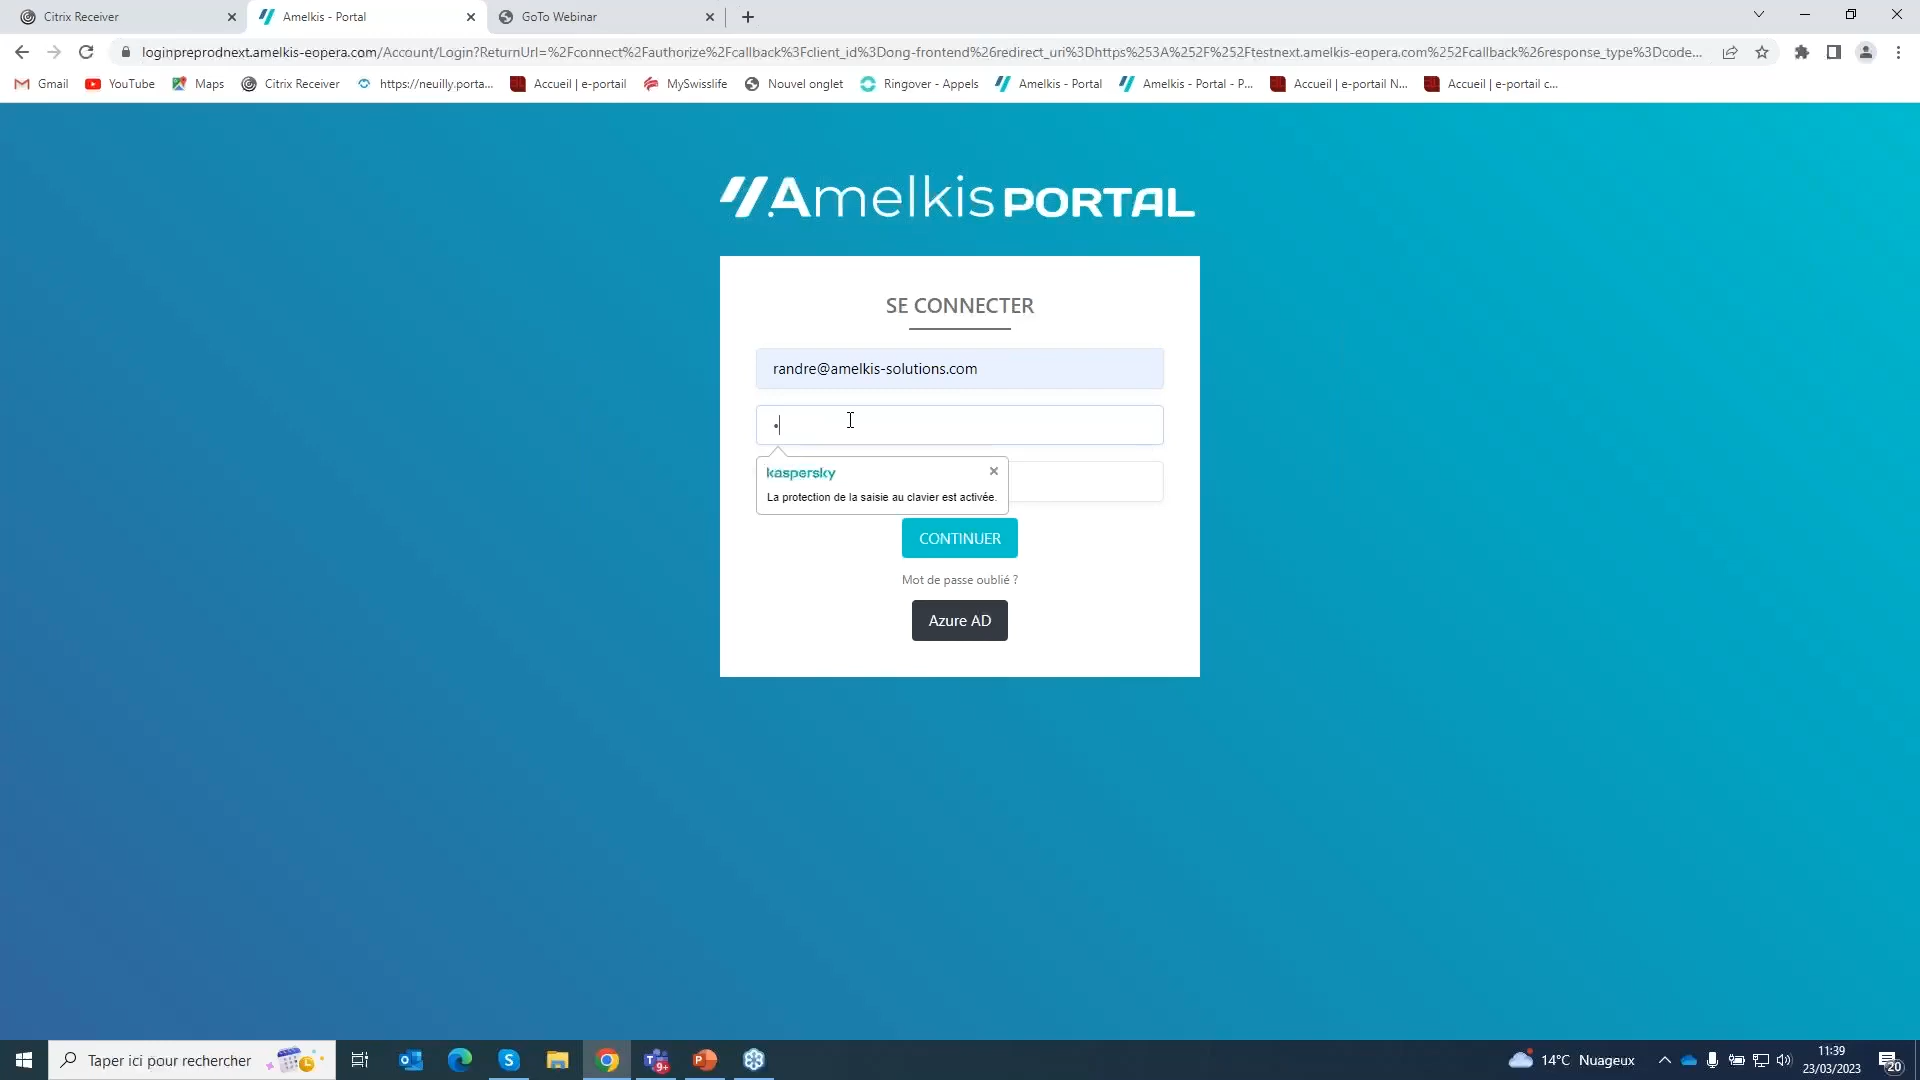 Citrix Receiver
Amelkis - Portal
GoTo Webinar
loginpreprodnext.amelkis-eopera.com/Account/Login?ReturnUrl=%2Fconnect%2Fauthorize%2Fcallback%3Fclient_id%3Dong-frontend%26redirect_uri%3Dhttps%253A%252F%252Ftestnext.amelkis-eopera.com%252Fcallback%26response_type%3Dcode...
Gmail
YouTube
Maps
Citrix Receiver
https://neuilly.porta...
Accueil | e-portail
MySwisslife
Nouvel onglet
Ringover - Appels
Amelkis - Portal
Amelkis - Portal - P...
Accueil | e-portail N...
Accueil | e-portail c...
Amelkis PORTAL
SE CONNECTER
randre@amelkis-solutions.com
kaspersky
La protection de la saisie au clavier est activée.
CONTINUER
Mot de passe oublié ?
Azure AD
Taper ici pour rechercher
9+
14°C Nuageux
11:39
23/03/2023
20